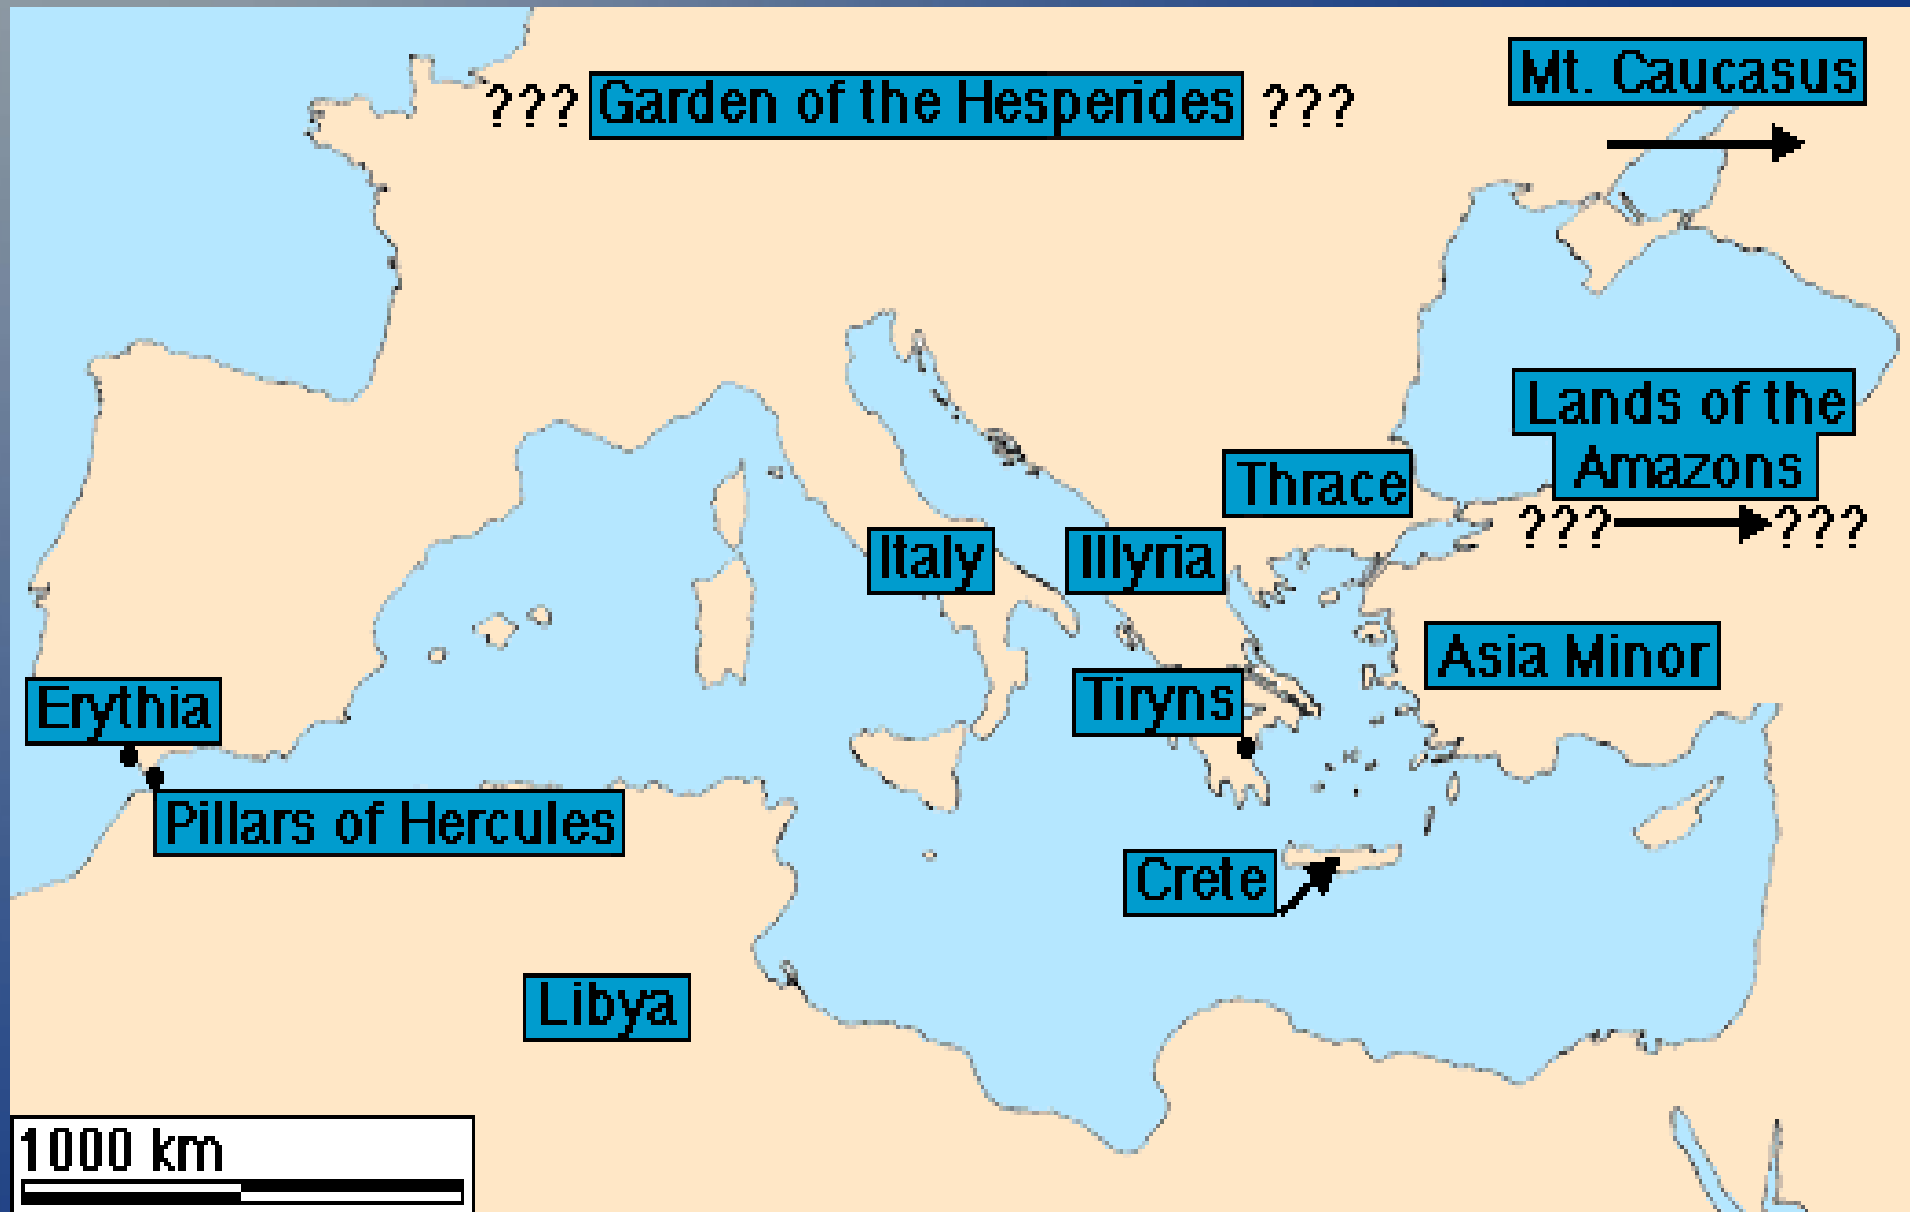 Mt. Caucasus
??? Garden of the Hesperides ???
Lands of the
Amazons
??? ???
Thrace
Italy
Illyria
Asia Minor
Tiryns
Erythia
Pillars of Hercules
Crete
Libya
1000 km